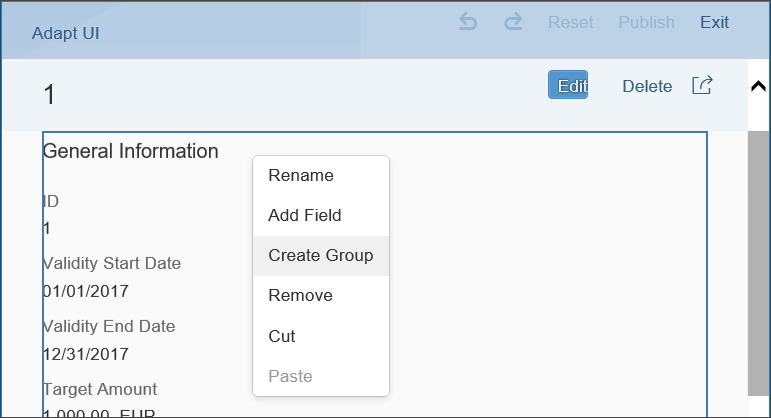 Adapt UI
Reset Publish Exit
1
Edit Delete
General Information
ID
1
Validity Start Date
01/01/2017
Validity End Date
12/31/2017
Target Amount
1,000.00 EUR
Rename
Add Field
Create Group
Remove
Cut
Paste